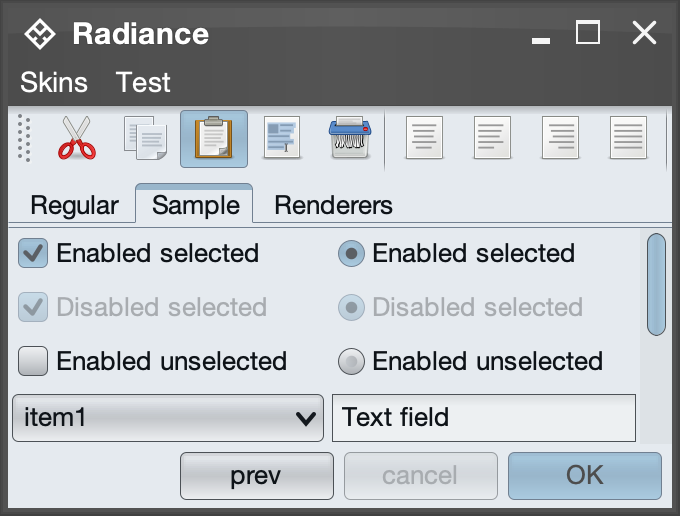 Radiance
Skins Test
Regular Sample Renderers
Enabled selected Enabled selected
Disabled selected Disabled selected
Enabled unselected Enabled unselected
item1 Text field
prev cancel OK